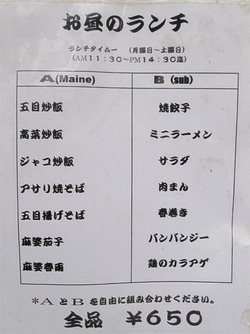 お昼のランチ
ランチタイムー （月曜日〜土曜日）
（AM11：30〜PM14：30迄）
A(Maine) B (sub)
五目炒飯 焼餃子
高菜炒飯 ミニラーメン
ジャコ炒飯 サラダ
アサリ焼そば 肉まん
五目揚げそば 春巻き
麻婆茄子 バンバンジー
麻婆春雨 鶏のカラアゲ
＊AとBを自由に組み合わせください。
全品 ￥650